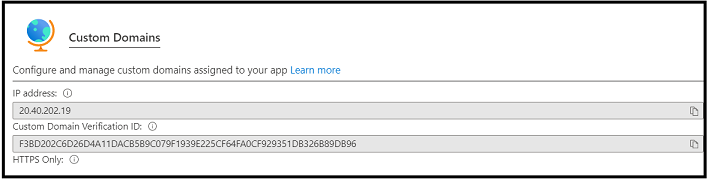 Custom Domains
Configure and manage custom domains assigned to your app Learn more
IP address:
20.40.202.19
Custom Domain Verification ID:
F3BD202C6D26D4A11DACB5B9C079F1939E225CF64FA0CF929351DB326B89DB96
HTTPS Only: